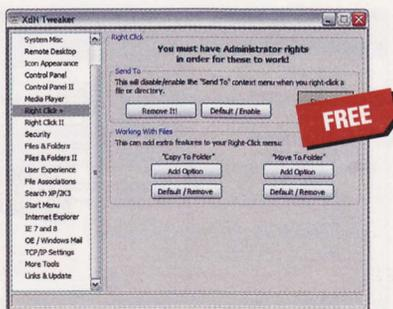 XdN Tweaker
System Misc
Remote Desktop
Icon Appearance
Control Panel
Control Panel II
Media Player
Right Click »
Right Click II
Security
Files & Folders
Files & Folders II
User Experience
File Associations
Search XP/2K3
Start Menu
Internet Explorer
IE 7 and 8
OE / Windows Mail
TCP/IP Settings
More Tools
Links & Update
Right Click
You must have Administrator rights
in order for these to work!
Send To
This will disable/enable the "Send To" context menu when you right-click a
file or directory.
Remove It!
Default / Enable
FREE
Working With Files
This can add extra features to your Right-Click menu:
"Copy To Folder"
"Move To Folder"
Add Option
Add Option
Default / Remove
Default / Remove